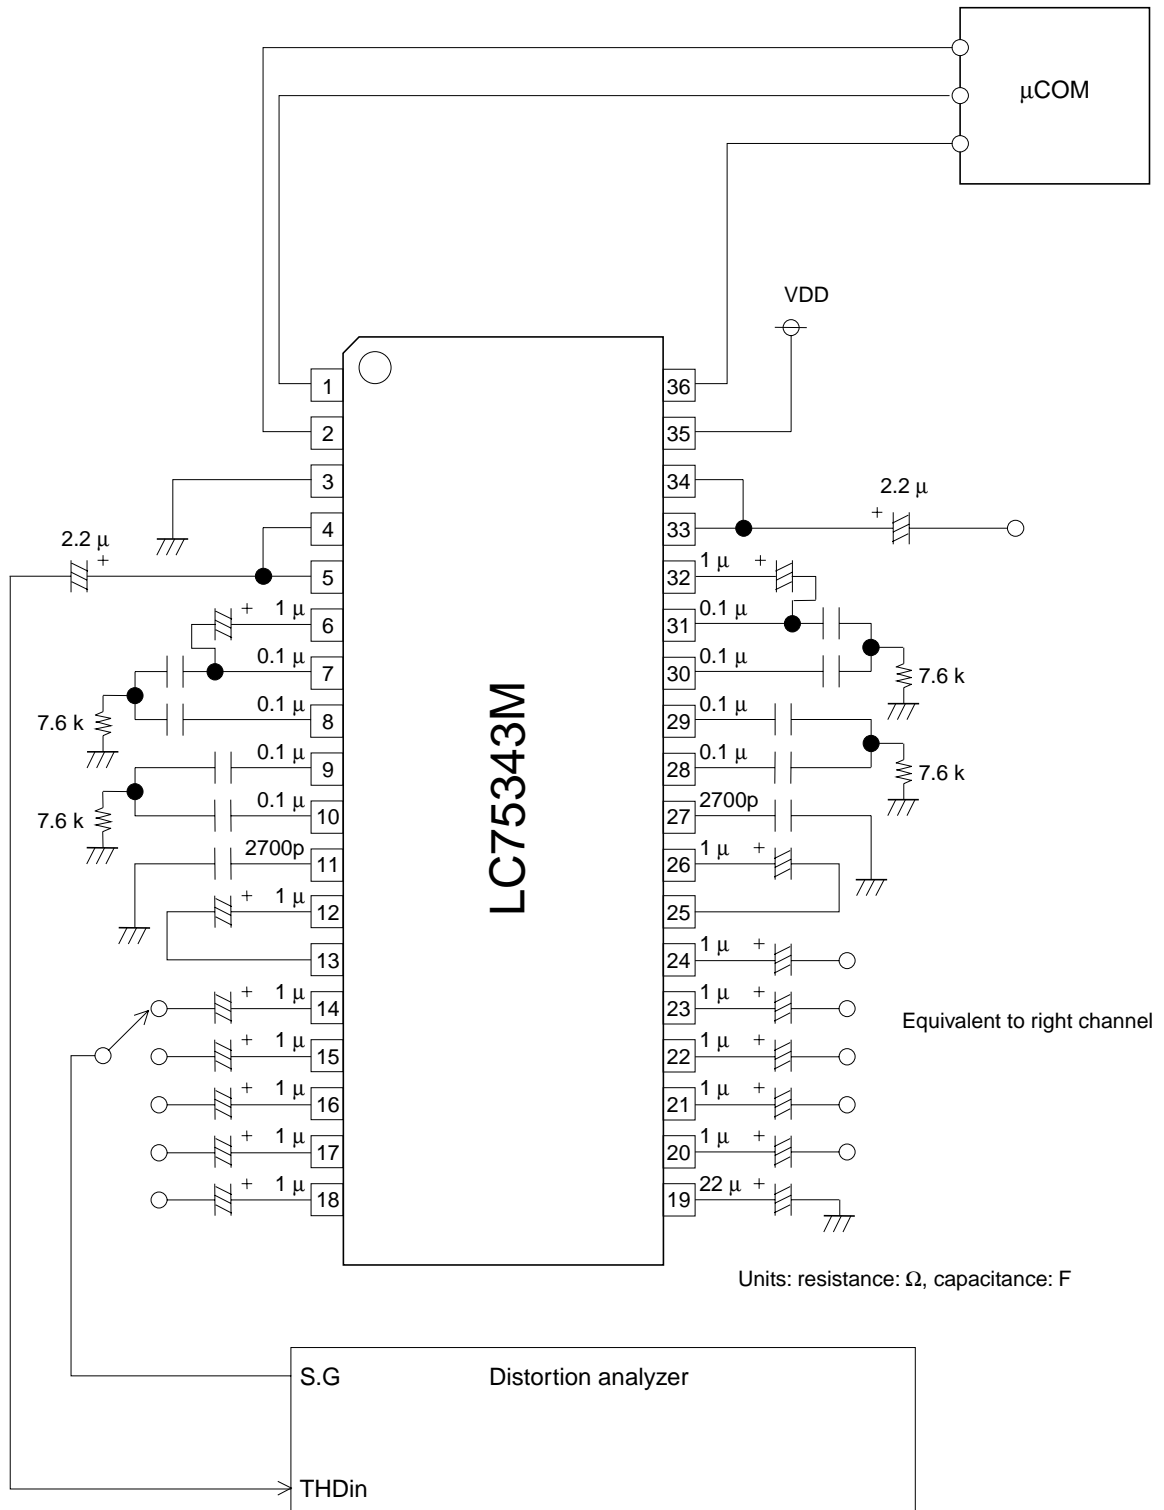 μCOM
VDD
1 36
2 35
3 34
2.2 μ
+
4 33
2.2 μ
+
5 32 1 μ +
+ 1 μ 6 31 0.1 μ
0.1 μ 7 30 0.1 μ
7.6 k
7.6 k 0.1 μ 8 29 0.1 μ
0.1 μ 9 28 0.1 μ
7.6 k
7.6 k 0.1 μ 10 27 2700p
2700p 11 26 1 μ +
+ 1 μ 12 25
13 24 1 μ +
+ 1 μ 14 23 1 μ +
Equivalent to right channel
+ 1 μ 15 22 1 μ +
+ 1 μ 16 21 1 μ +
+ 1 μ 17 20 1 μ +
+ 1 μ 18 19 22 μ +
LC75343M
Units: resistance: Ω, capacitance: F
S.G Distortion analyzer
THDin